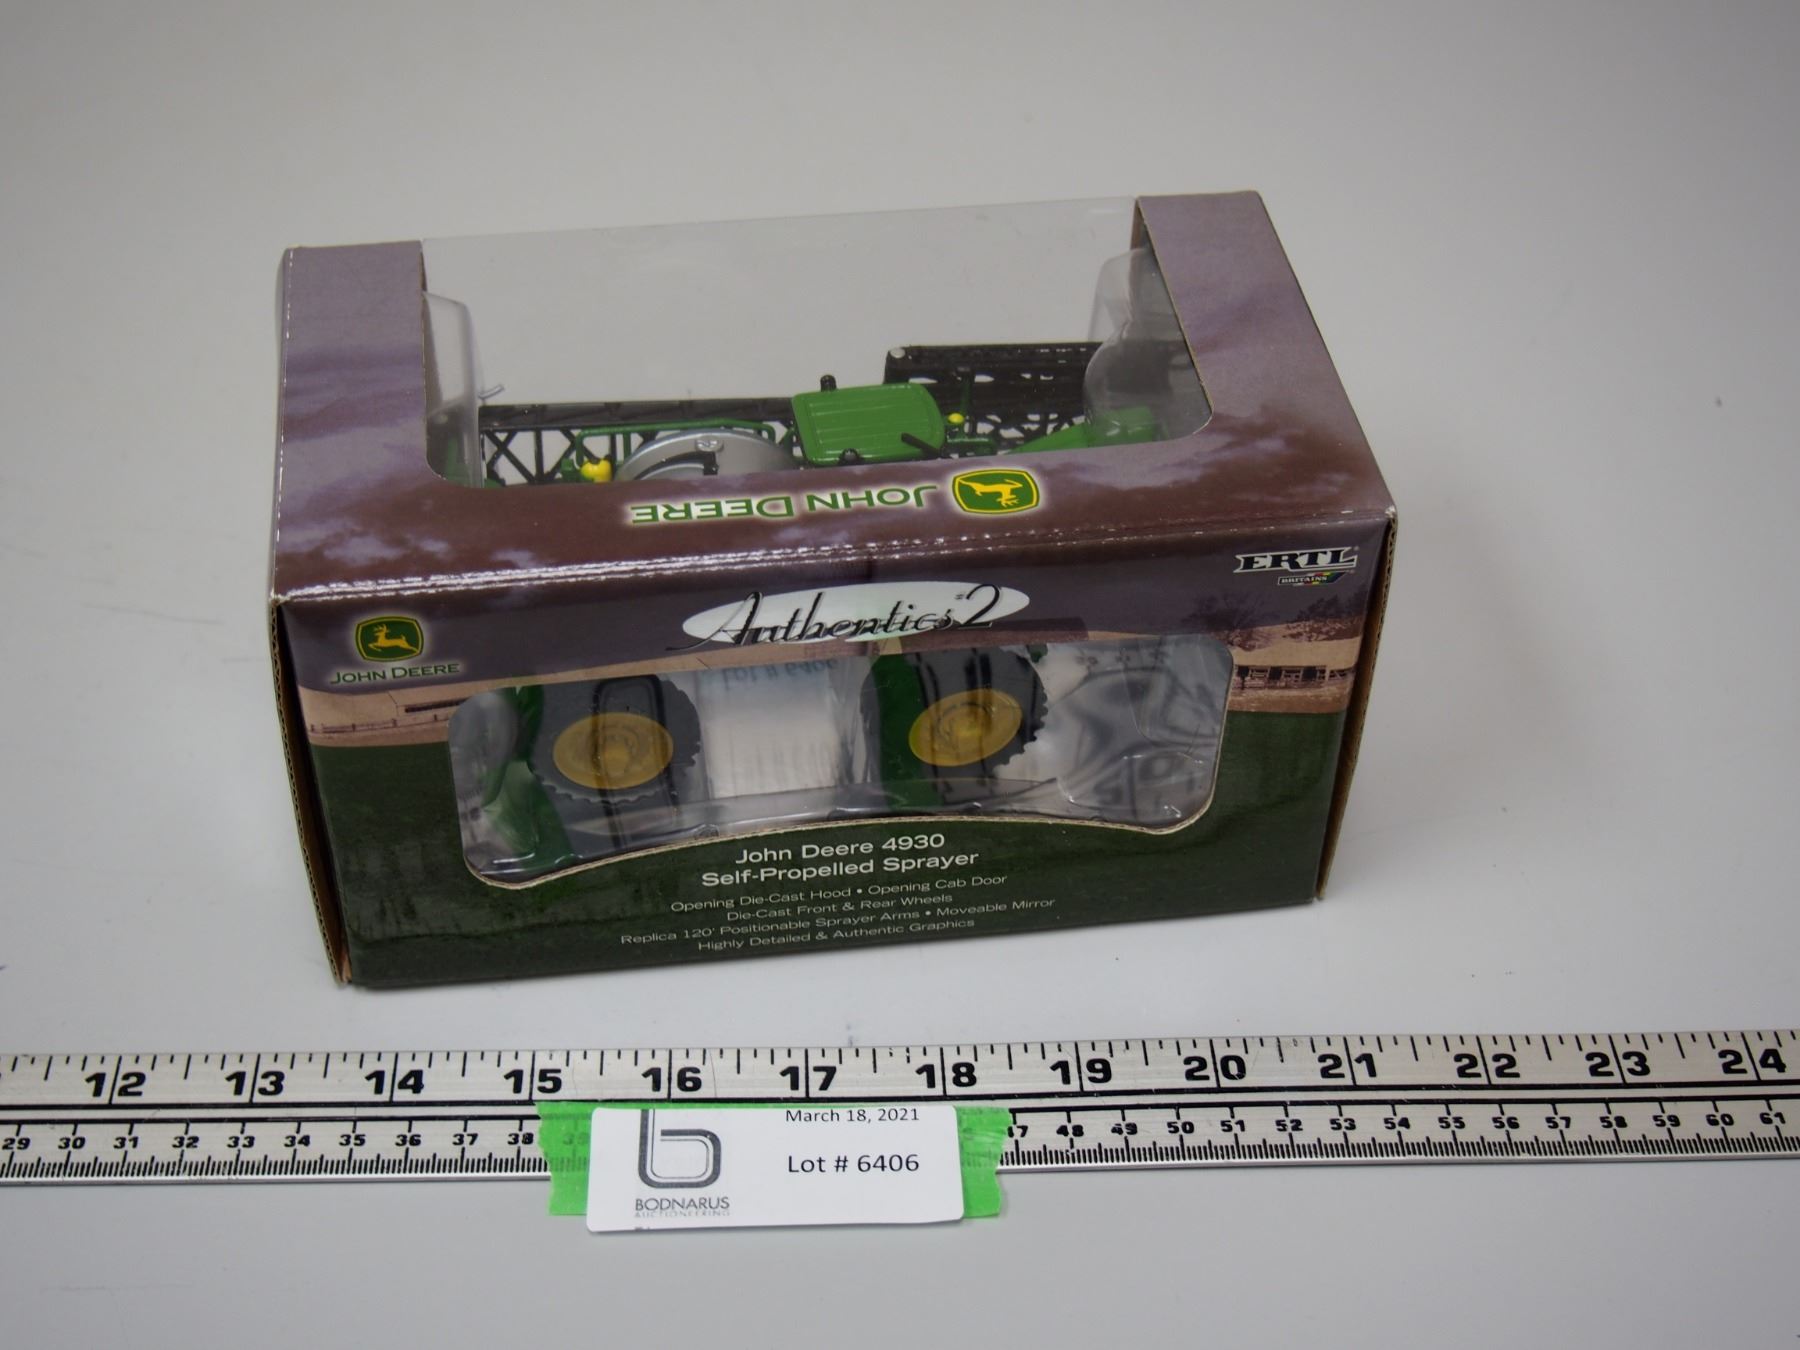 JOHN DEERE
ERTL
BRITAINS
Authentics #2
JOHN DEERE
Lot # 6406
John Deere 4930
Self-Propelled Sprayer
Opening Die-Cast Hood • Opening Cab Door
Die-Cast Front & Rear Wheels
Replica 120' Positionable Sprayer Arms • Moveable Mirror
Highly Detailed & Authentic Graphics
12 13 14 15 16 17 18 19 20 21 22 23 24
29 30 31 32 33 34 35 36 37 38 39 48 49 50 51 52 53 54 55 56 57 58 59 60 61
March 18, 2021
Lot # 6406
BODNARUS
AUCTIONEERING